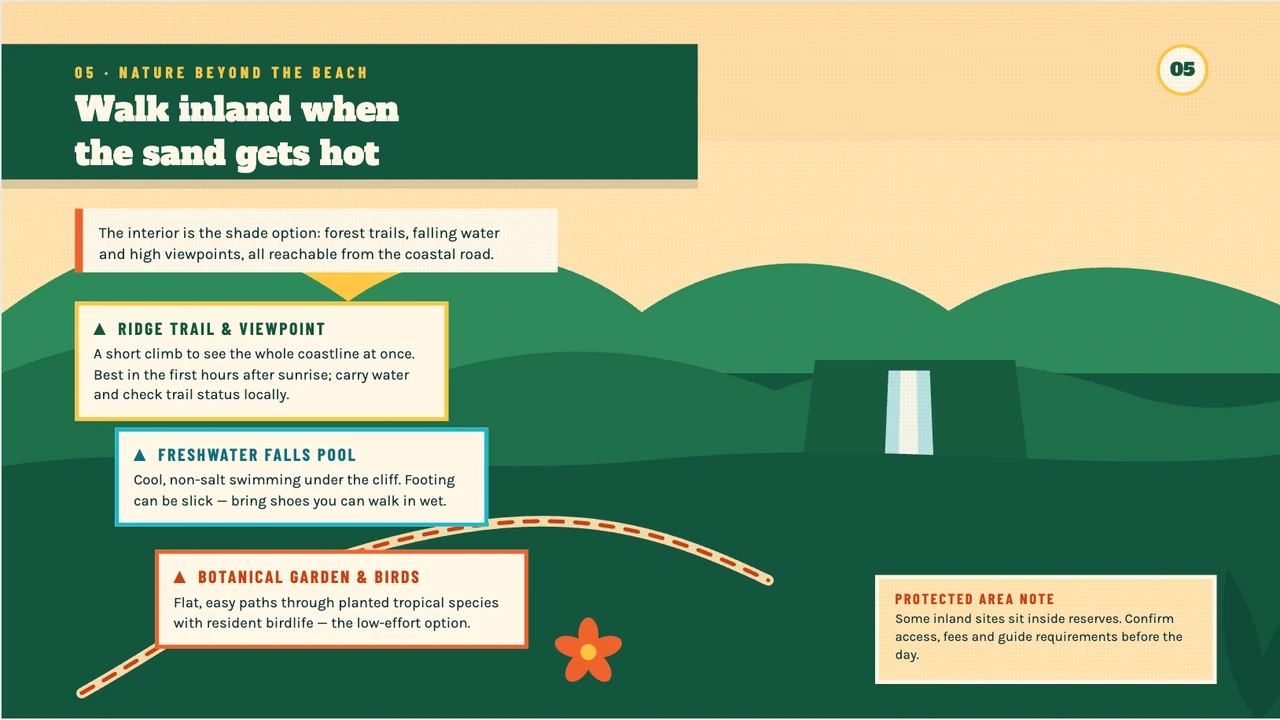 05 · NATURE BEYOND THE BEACH
Walk inland when
the sand gets hot
05
The interior is the shade option: forest trails, falling water
and high viewpoints, all reachable from the coastal road.
▲ RIDGE TRAIL & VIEWPOINT
A short climb to see the whole coastline at once.
Best in the first hours after sunrise; carry water
and check trail status locally.
▲ FRESHWATER FALLS POOL
Cool, non-salt swimming under the cliff. Footing
can be slick — bring shoes you can walk in wet.
▲ BOTANICAL GARDEN & BIRDS
Flat, easy paths through planted tropical species
with resident birdlife — the low-effort option.
PROTECTED AREA NOTE
Some inland sites sit inside reserves. Confirm
access, fees and guide requirements before the
day.